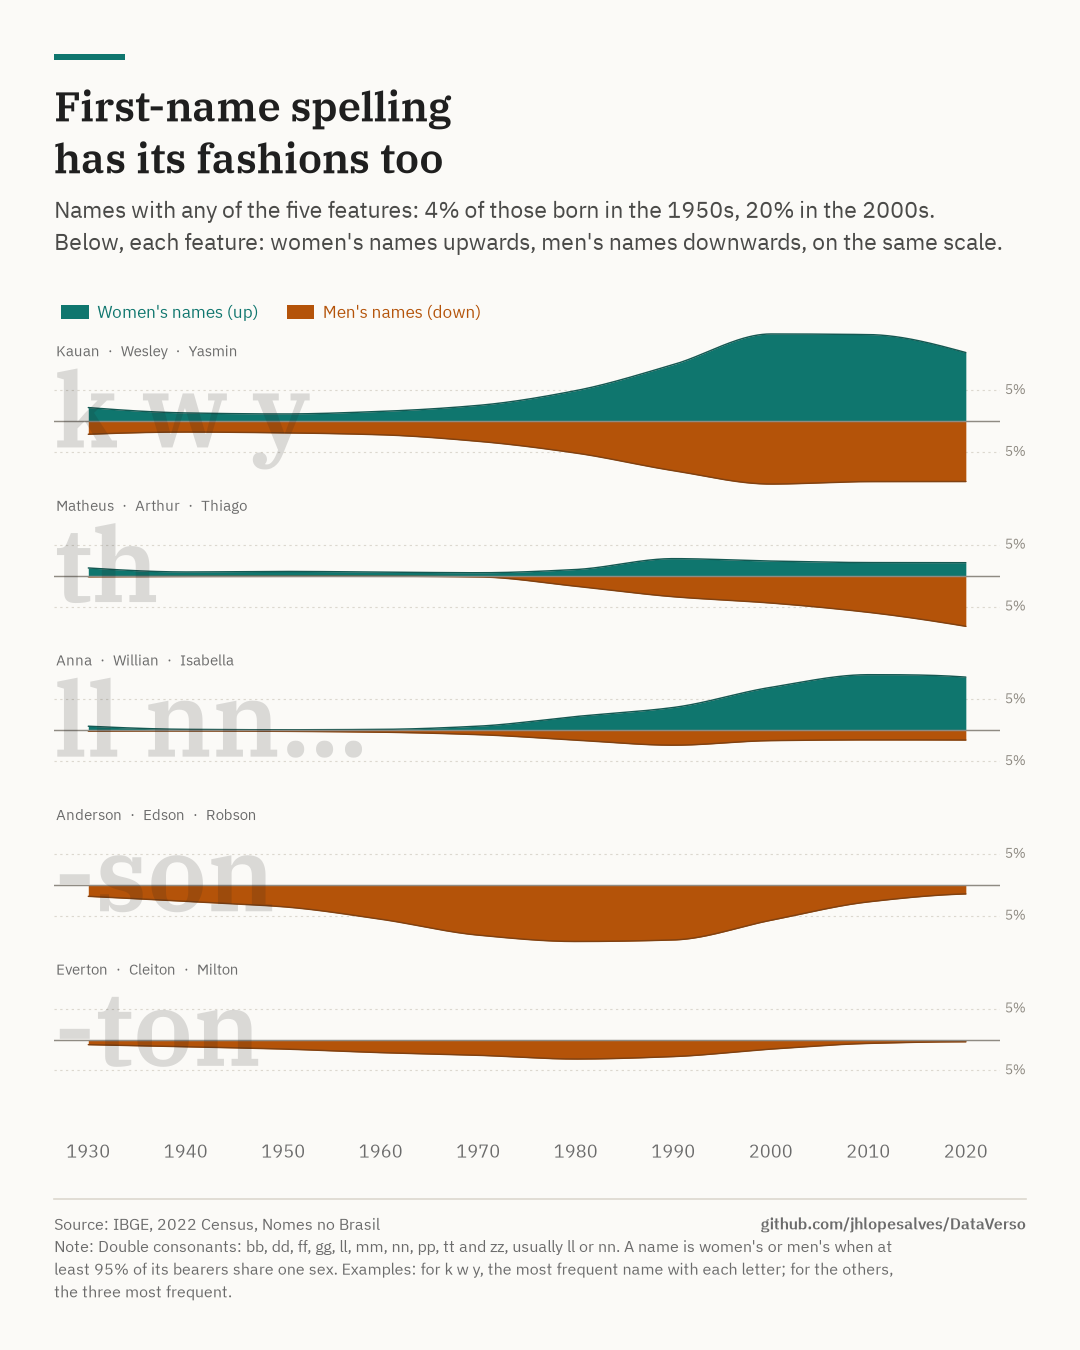 First-name spelling
has its fashions too
Names with any of the five features: 4% of those born in the 1950s, 20% in the 2000s.
Below, each feature: women's names upwards, men's names downwards, on the same scale.
Women's names (up) Men's names (down)
Kauan · Wesley · Yasmin
k w y
5%
5%
Matheus · Arthur · Thiago
th
5%
5%
Anna · Willian · Isabella
ll nn...
5%
5%
Anderson · Edson · Robson
-son
5%
5%
Everton · Cleiton · Milton
-ton
5%
5%
1930 1940 1950 1960 1970 1980 1990 2000 2010 2020
Source: IBGE, 2022 Census, Nomes no Brasil
github.com/jhlopesalves/DataVerso
Note: Double consonants: bb, dd, ff, gg, ll, mm, nn, pp, tt and zz, usually ll or nn. A name is women's or men's when at
least 95% of its bearers share one sex. Examples: for k w y, the most frequent name with each letter; for the others,
the three most frequent.